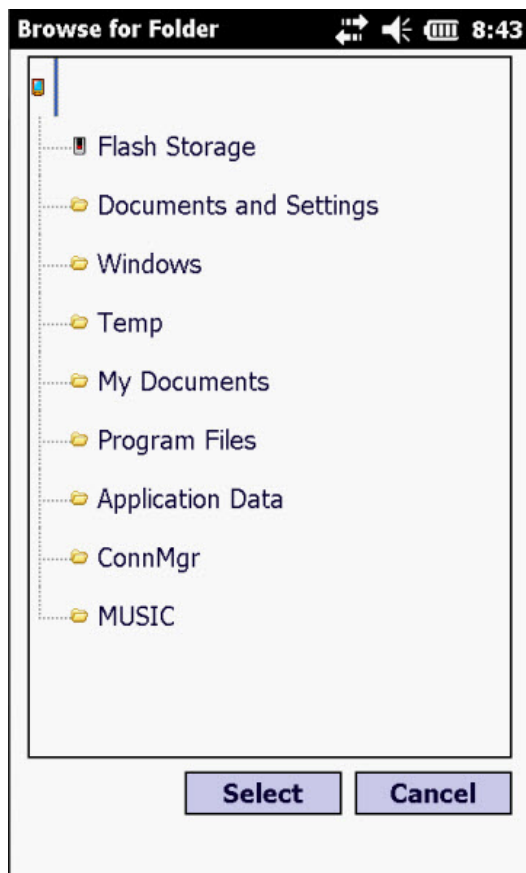 Browse for Folder 8:43
Flash Storage
Documents and Settings
Windows
Temp
My Documents
Program Files
Application Data
ConnMgr
MUSIC
Select Cancel